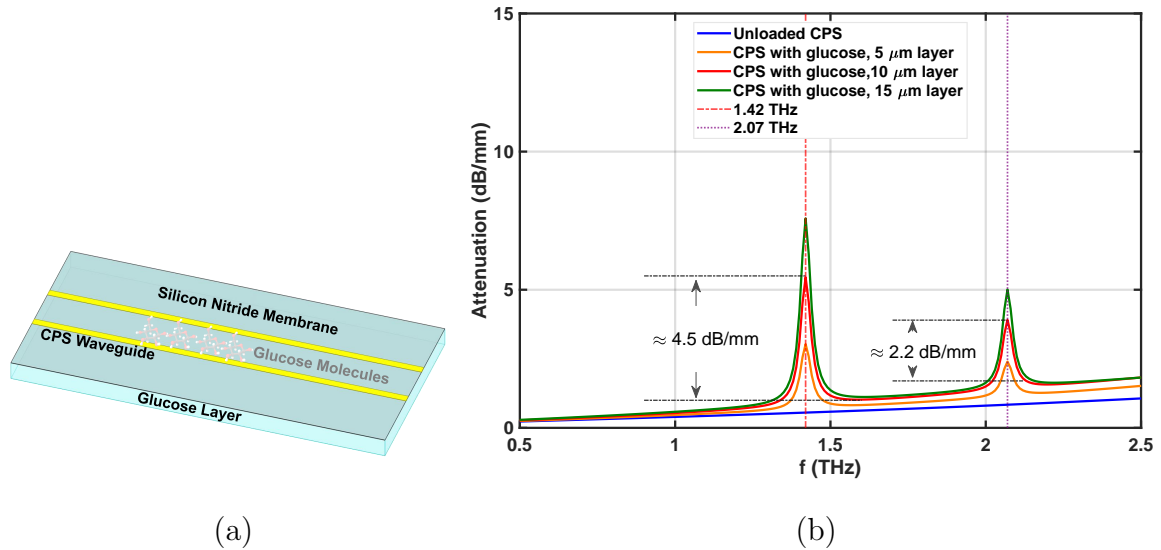 Silicon Nitride Membrane
CPS Waveguide
Glucose Molecules
Glucose Layer
(a)
Unloaded CPS
CPS with glucose, 5 μm layer
CPS with glucose,10 μm layer
CPS with glucose, 15 μm layer
1.42 THz
2.07 THz
Attenuation (dB/mm)
15
10
5
0
≈ 4.5 dB/mm
≈ 2.2 dB/mm
0.5
1
1.5
2
2.5
f (THz)
(b)